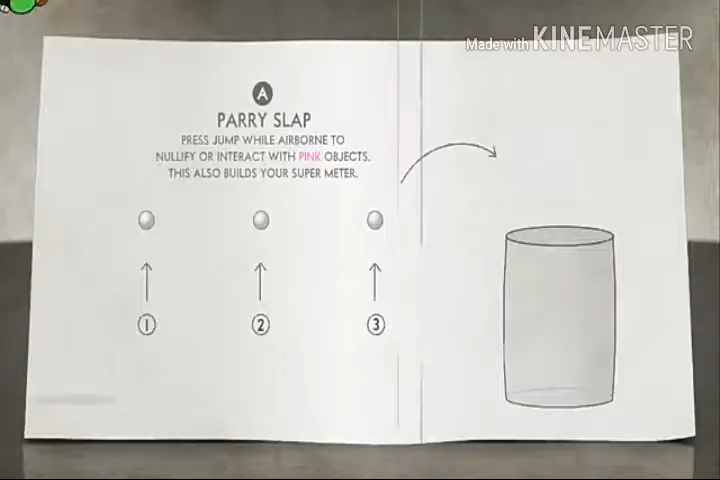 Made with KINEMASTER
A
PARRY SLAP
PRESS JUMP WHILE AIRBORNE TO
NULLIFY OR INTERACT WITH PINK OBJECTS.
THIS ALSO BUILDS YOUR SUPER METER.
1 2 3